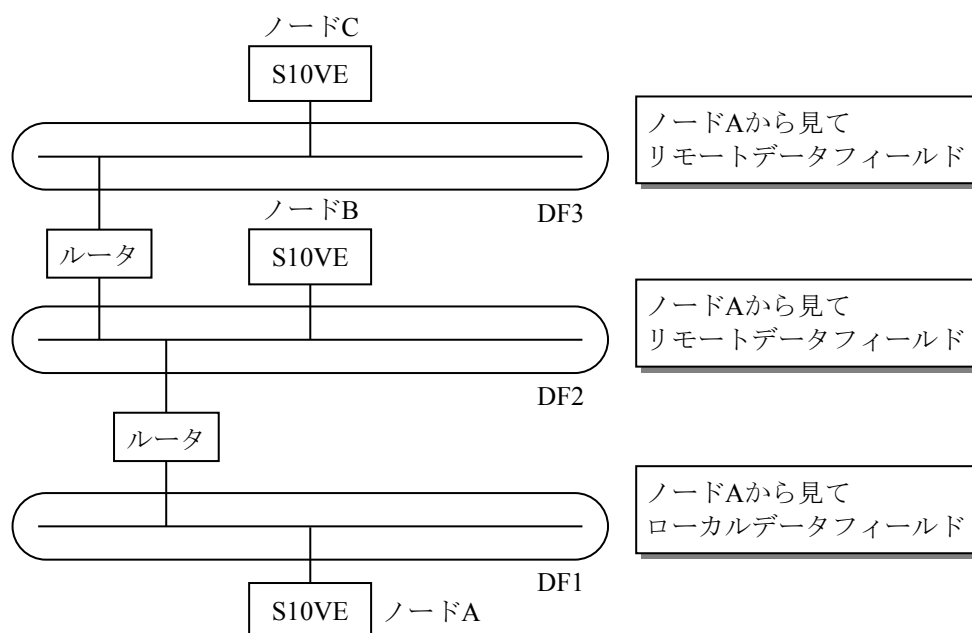 ノードC
S10VE
ノードAから見て
リモートデータフィールド
DF3
ノードB
ルータ
S10VE
ノードAから見て
リモートデータフィールド
DF2
ルータ
ノードAから見て
ローカルデータフィールド
DF1
S10VE
ノードA